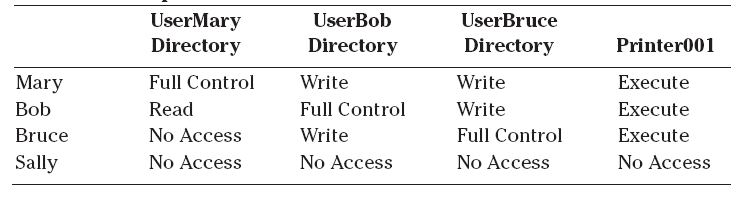 UserMary UserBob UserBruce
Directory Directory Directory Printer001
Mary Full Control Write Write Execute
Bob Read Full Control Write Execute
Bruce No Access Write Full Control Execute
Sally No Access No Access No Access No Access